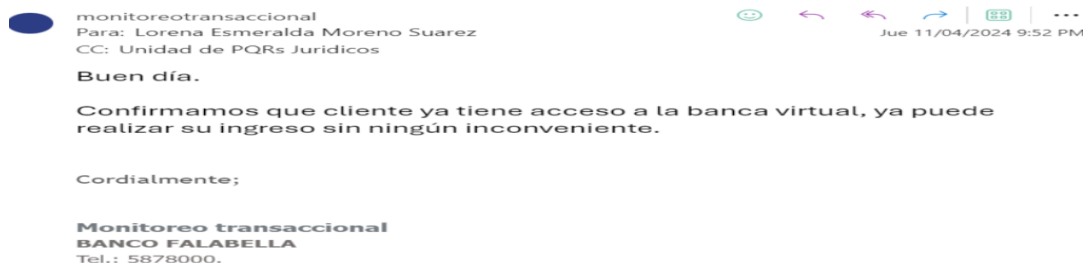 monitoreotransaccional
Para: Lorena Esmeralda Moreno Suarez
CC: Unidad de PQRs Juridicos
Jue 11/04/2024 9:52 PM
Buen día.
Confirmamos que cliente ya tiene acceso a la banca virtual, ya puede
realizar su ingreso sin ningún inconveniente.
Cordialmente;
Monitoreo transaccional
BANCO FALABELLA
Tel.: 5878000.